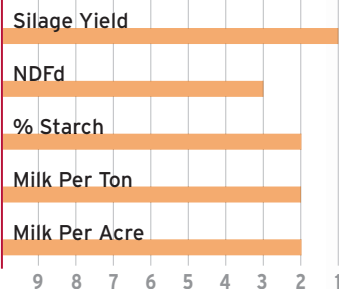 Silage Yield
NDFd
% Starch
Milk Per Ton
Milk Per Acre
9 8 7 6 5 4 3 2 1